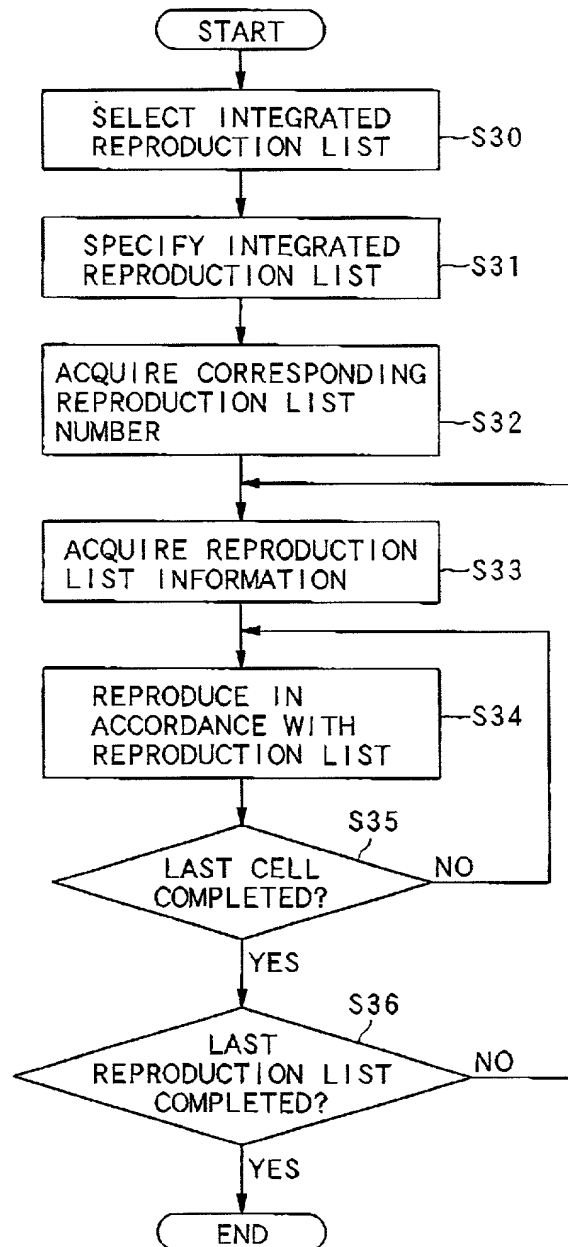 START
SELECT INTEGRATED
REPRODUCTION LIST
S30
SPECIFY INTEGRATED
REPRODUCTION LIST
S31
ACQUIRE CORRESPONDING
REPRODUCTION LIST
NUMBER
S32
ACQUIRE REPRODUCTION
LIST INFORMATION
S33
REPRODUCE IN
ACCORDANCE WITH
REPRODUCTION LIST
S34
S35
LAST CELL
COMPLETED?
NO
YES
S36
LAST
REPRODUCTION LIST
COMPLETED?
NO
YES
END